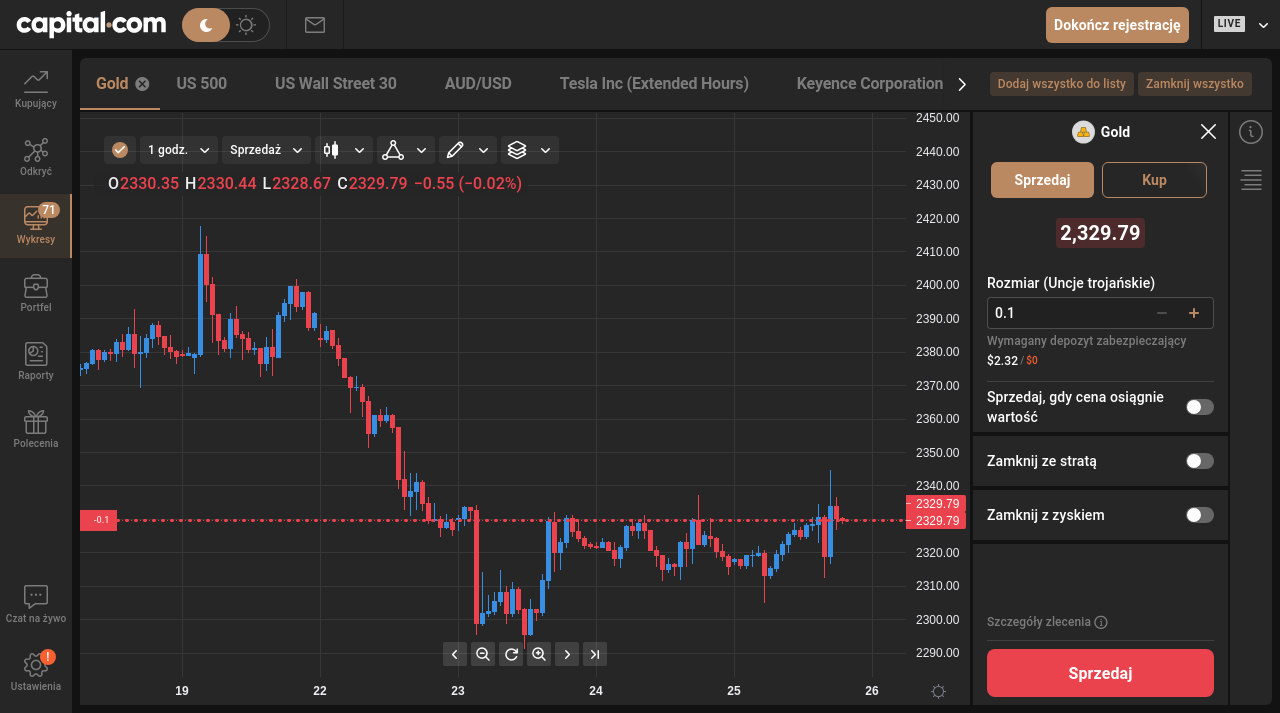 capital.com
Dokończ rejestrację
LIVE
Kupujący
Odkryć
71
Wykresy
Portfel
Raporty
Polecenia
Czat na żywo
!
Ustawienia
Gold
US 500
US Wall Street 30
AUD/USD
Tesla Inc (Extended Hours)
Keyence Corporation
Dodaj wszystko do listy
Zamknij wszystko
1 godz.
Sprzedaż
O2330.35 H2330.44 L2328.67 C2329.79 −0.55 (−0.02%)
-0.1
2450.00
2440.00
2430.00
2420.00
2410.00
2400.00
2390.00
2380.00
2370.00
2360.00
2350.00
2340.00
2329.79
2329.79
2320.00
2310.00
2300.00
2290.00
19 22 23 24 25 26
Gold
Sprzedaj
Kup
2,329.79
Rozmiar (Uncje trojańskie)
0.1
Wymagany depozyt zabezpieczający
$2.32 / $0
Sprzedaj, gdy cena osiągnie
wartość
Zamknij ze stratą
Zamknij z zyskiem
Szczegóły zlecenia
Sprzedaj